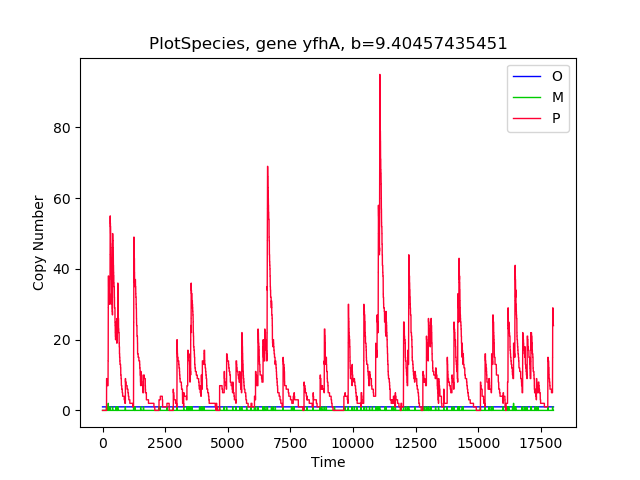 PlotSpecies, gene yfhA, b=9.40457435451
O
M
P
80
60
40
20
0
Copy Number
0 2500 5000 7500 10000 12500 15000 17500
Time